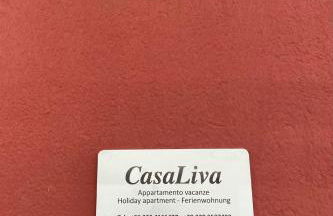 CasaLiva
Appartamento vacanze
Holiday apartment - Ferienwohnung